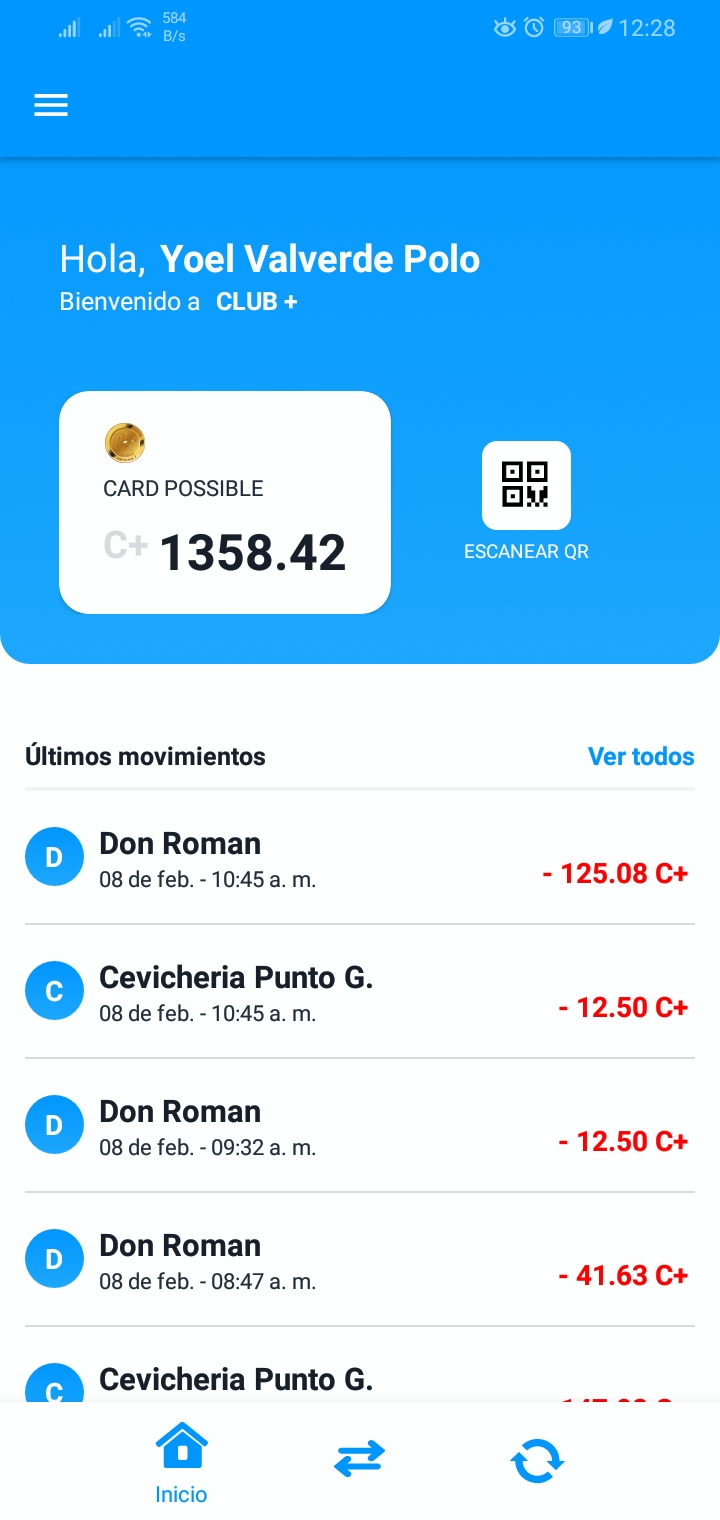 584
B/s
93
12:28
Hola, Yoel Valverde Polo
Bienvenido a CLUB +
CARD POSSIBLE
C+ 1358.42
ESCANEAR QR
Últimos movimientos
Ver todos
D
Don Roman
08 de feb. - 10:45 a. m.
- 125.08 C+
C
Cevicheria Punto G.
08 de feb. - 10:45 a. m.
- 12.50 C+
D
Don Roman
08 de feb. - 09:32 a. m.
- 12.50 C+
D
Don Roman
08 de feb. - 08:47 a. m.
- 41.63 C+
C
Cevicheria Punto G.
Inicio